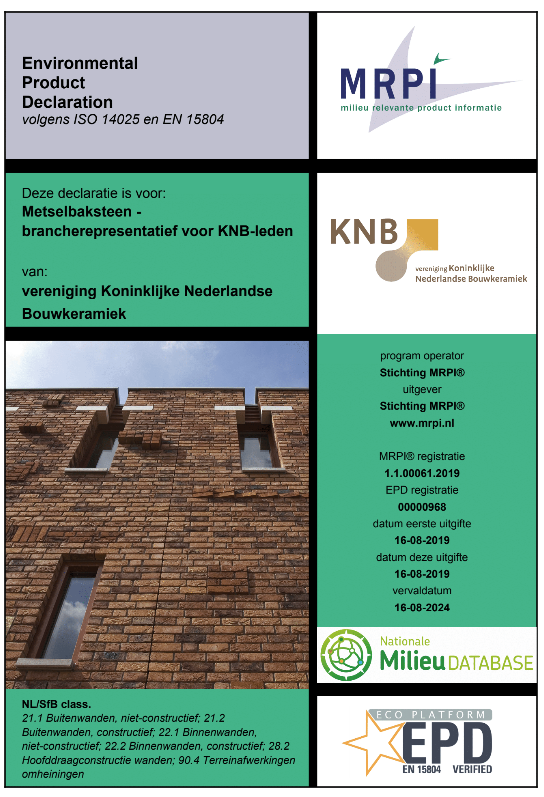 Environmental
Product
Declaration
volgens ISO 14025 en EN 15804
MRPI
milieu relevante product informatie
Deze declaratie is voor:
Metselbaksteen -
brancherepresentatief voor KNB-leden
van:
vereniging Koninklijke Nederlandse
Bouwkeramiek
KNB
vereniging Koninklijke
Nederlandse Bouwkeramiek
program operator
Stichting MRPI®
uitgever
Stichting MRPI®
www.mrpi.nl
MRPI® registratie
1.1.00061.2019
EPD registratie
00000968
datum eerste uitgifte
16-08-2019
datum deze uitgifte
16-08-2019
vervaldatum
16-08-2024
Nationale
MilieuDATABASE
NL/SfB class.
21.1 Buitenwanden, niet-constructief; 21.2
Buitenwanden, constructief; 22.1 Binnenwanden,
niet-constructief; 22.2 Binnenwanden, constructief; 28.2
Hoofddraagconstructie wanden; 90.4 Terreinafwerkingen
omheiningen
ECO PLATFORM
EPD
EN 15804 VERIFIED